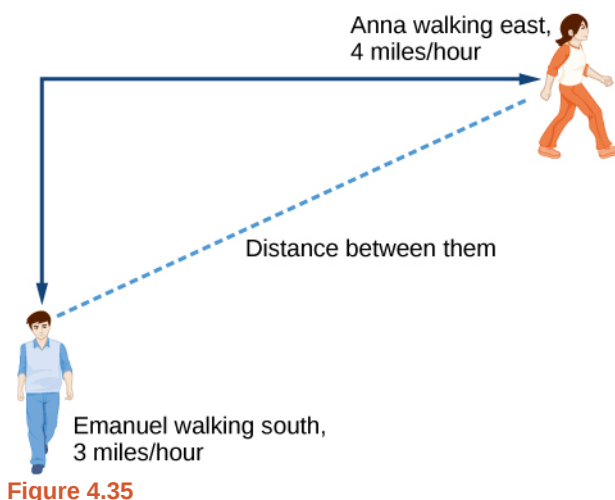 Anna walking east,
4 miles/hour
Distance between them
Emanuel walking south,
3 miles/hour
Figure 4.35